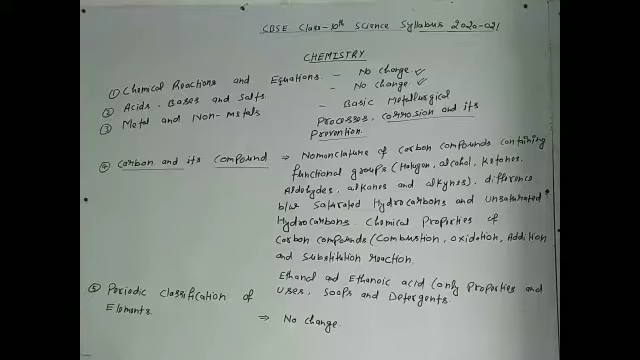 CBSE Class-10th Science Syllabus 2020-021
CHEMISTRY
① Chemical Reactions and Equations - No change ✓
② Acids, Bases and Salts - No change ✓
③ Metal and Non-Metals - Basic Metallurgical
Processes, corrosion and its
Prevention.
④ Carbon and its Compound ⇒ Nomenclature of Carbon Compounds containing
functional groups (Halogen, alcohol, Ketones,
Aldehydes, alkanes and alkynes), difference
b/w Saturated Hydrocarbons and unsaturated
Hydrocarbons. Chemical Properties of
Carbon Compounds (Combustion, Oxidation, Addition
and Substitution Reaction.
Ethanol and Ethanoic acid (only Properties and
Uses, Soaps and Detergents.
⑤ Periodic Classification of
Elements. ⇒ No change.